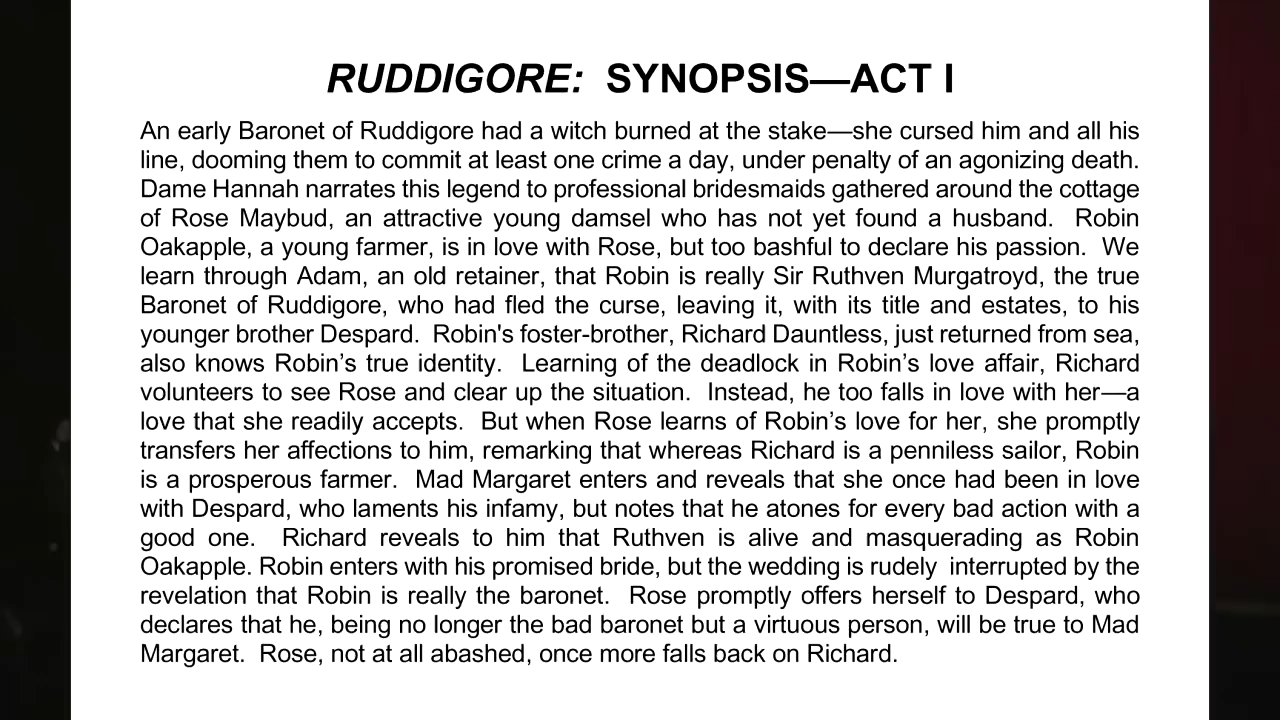 RUDDIGORE: SYNOPSIS—ACT I
An early Baronet of Ruddigore had a witch burned at the stake—she cursed him and all his
line, dooming them to commit at least one crime a day, under penalty of an agonizing death.
Dame Hannah narrates this legend to professional bridesmaids gathered around the cottage
of Rose Maybud, an attractive young damsel who has not yet found a husband.  Robin
Oakapple, a young farmer, is in love with Rose, but too bashful to declare his passion.  We
learn through Adam, an old retainer, that Robin is really Sir Ruthven Murgatroyd, the true
Baronet of Ruddigore, who had fled the curse, leaving it, with its title and estates, to his
younger brother Despard.  Robin's foster-brother, Richard Dauntless, just returned from sea,
also knows Robin’s true identity.  Learning of the deadlock in Robin’s love affair, Richard
volunteers to see Rose and clear up the situation.  Instead, he too falls in love with her—a
love that she readily accepts.  But when Rose learns of Robin’s love for her, she promptly
transfers her affections to him, remarking that whereas Richard is a penniless sailor, Robin
is a prosperous farmer.  Mad Margaret enters and reveals that she once had been in love
with Despard, who laments his infamy, but notes that he atones for every bad action with a
good one.  Richard reveals to him that Ruthven is alive and masquerading as Robin
Oakapple. Robin enters with his promised bride, but the wedding is rudely  interrupted by the
revelation that Robin is really the baronet.  Rose promptly offers herself to Despard, who
declares that he, being no longer the bad baronet but a virtuous person, will be true to Mad
Margaret.  Rose, not at all abashed, once more falls back on Richard.